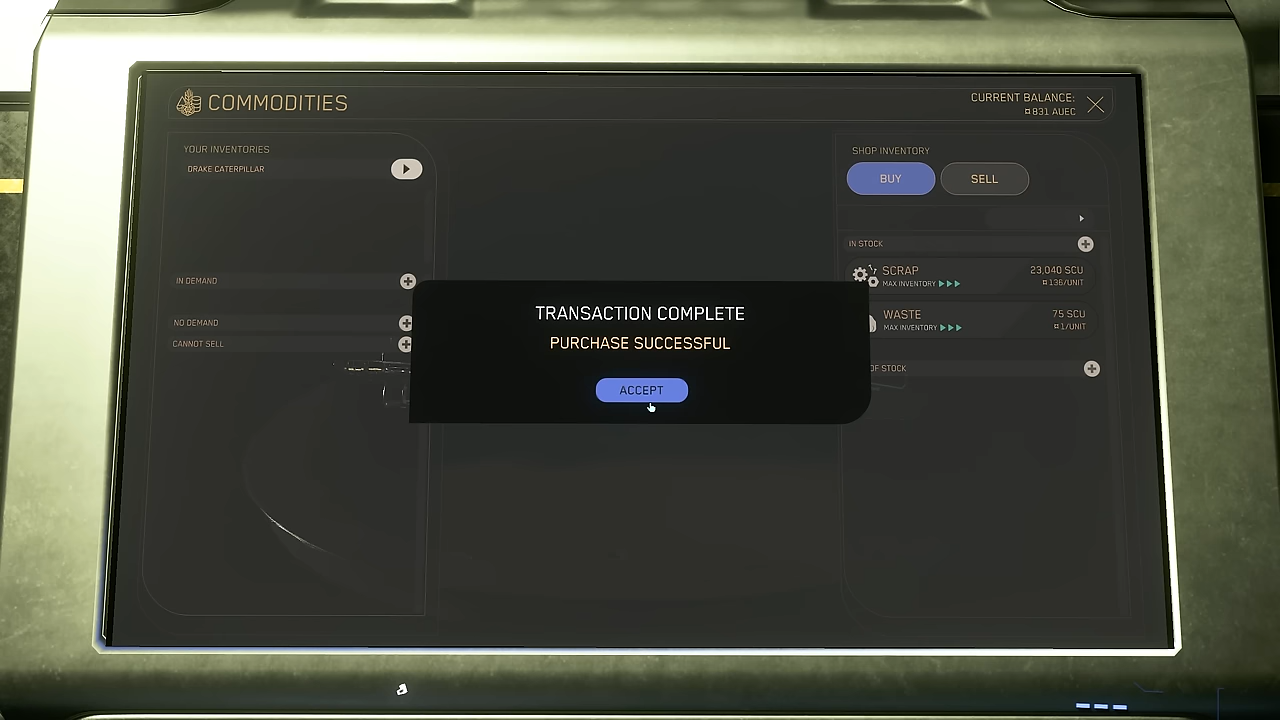 COMMODITIES
CURRENT BALANCE:
¤831 AUEC
YOUR INVENTORIES
DRAKE CATERPILLAR
SHOP INVENTORY
BUY
SELL
IN STOCK
IN DEMAND
SCRAP
23,040 SCU
MAX INVENTORY
¤136/UNIT
WASTE
75 SCU
MAX INVENTORY
¤1/UNIT
NO DEMAND
CANNOT SELL
OF STOCK
TRANSACTION COMPLETE
PURCHASE SUCCESSFUL
ACCEPT